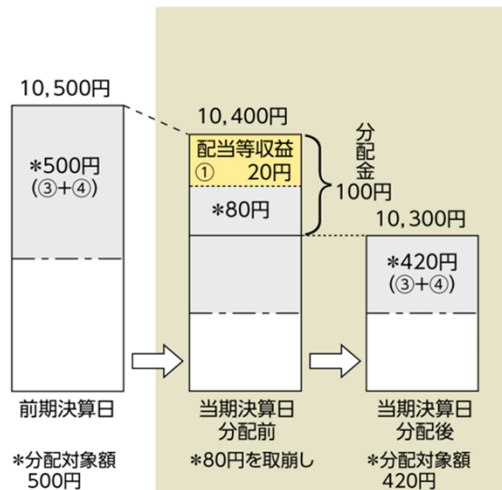 10,500円
*500円
(③+④)
10,400円
配当等収益
① 20円
*80円
分配金
100円
10,300円
*420円
(③+④)
前期決算日
当期決算日
分配前
当期決算日
分配後
*分配対象額
500円
*80円を取崩し
*分配対象額
420円